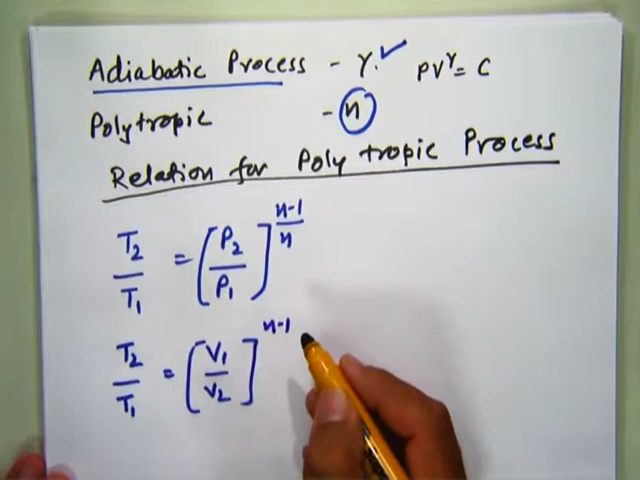 Adiabatic Process - γ. ✓ PV^γ = C
Polytropic - n
Relation for Polytropic Process
T₂/T₁ = [P₂/P₁]^(n-1/n)
T₂/T₁ = [V₁/V₂]^(n-1)